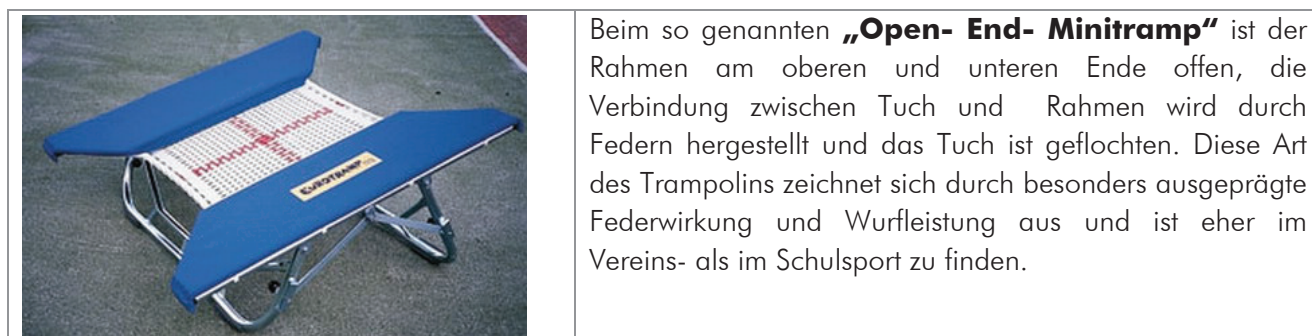 Beim so genannten „Open- End- Minitramp“ ist der
Rahmen am oberen und unteren Ende offen, die
Verbindung zwischen Tuch und Rahmen wird durch
Federn hergestellt und das Tuch ist geflochten. Diese Art
des Trampolins zeichnet sich durch besonders ausgeprägte
Federwirkung und Wurfleistung aus und ist eher im
Vereins- als im Schulsport zu finden.
EUROTRAMP